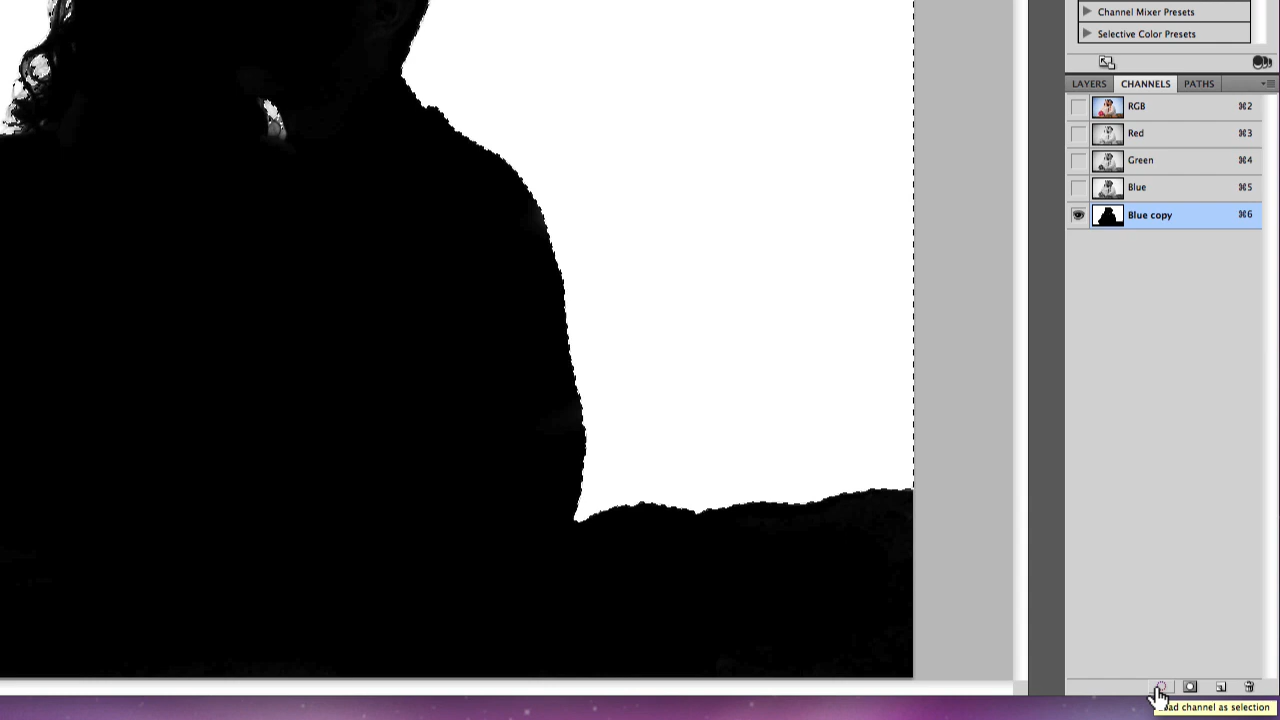 Channel Mixer Presets
Selective Color Presets
LAYERS CHANNELS PATHS
RGB ⌘2
Red ⌘3
Green ⌘4
Blue ⌘5
Blue copy ⌘6
oad channel as selection